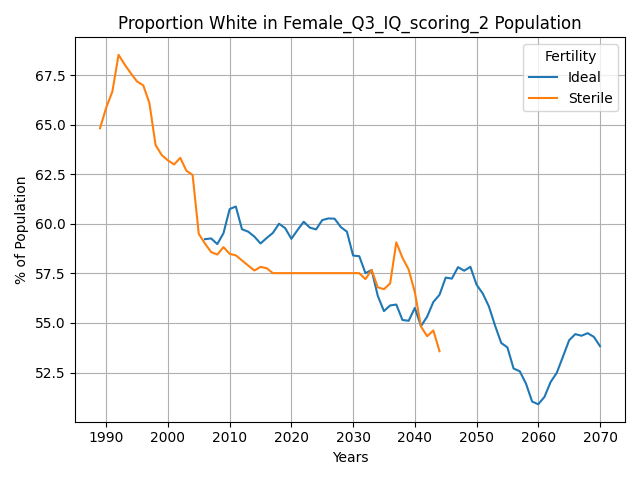 Proportion White in Female_Q3_IQ_scoring_2 Population
Fertility
Ideal
Sterile
% of Population
67.5
65.0
62.5
60.0
57.5
55.0
52.5
1990 2000 2010 2020 2030 2040 2050 2060 2070
Years